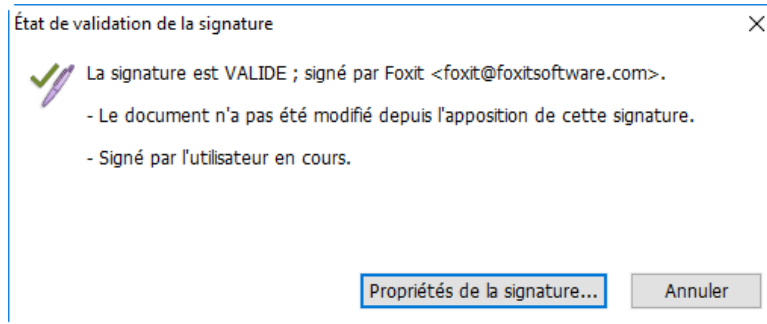 État de validation de la signature
La signature est VALIDE ; signé par Foxit <foxit@foxitsoftware.com>.
- Le document n'a pas été modifié depuis l'apposition de cette signature.
- Signé par l'utilisateur en cours.
Propriétés de la signature... Annuler